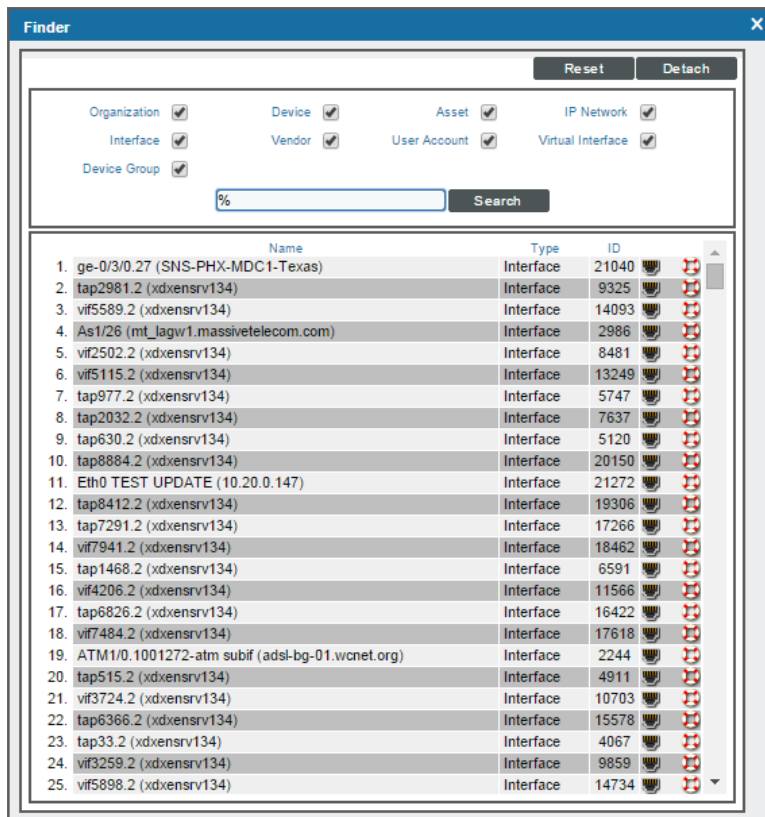 Finder X
Reset Detach
Organization Device Asset IP Network
Interface Vendor User Account Virtual Interface
Device Group
% Search
Name Type ID
1. ge-0/3/0.27 (SNS-PHX-MDC1-Texas) Interface 21040
2. tap2981.2 (xdxensrv134) Interface 9325
3. vif5589.2 (xdxensrv134) Interface 14093
4. As1/26 (mt_lagw1.massivetelecom.com) Interface 2986
5. vif2502.2 (xdxensrv134) Interface 8481
6. vif5115.2 (xdxensrv134) Interface 13249
7. tap977.2 (xdxensrv134) Interface 5747
8. tap2032.2 (xdxensrv134) Interface 7637
9. tap630.2 (xdxensrv134) Interface 5120
10. tap8884.2 (xdxensrv134) Interface 20150
11. Eth0 TEST UPDATE (10.20.0.147) Interface 21272
12. tap8412.2 (xdxensrv134) Interface 19306
13. tap7291.2 (xdxensrv134) Interface 17266
14. vif7941.2 (xdxensrv134) Interface 18462
15. tap1468.2 (xdxensrv134) Interface 6591
16. vif4206.2 (xdxensrv134) Interface 11566
17. tap6826.2 (xdxensrv134) Interface 16422
18. vif7484.2 (xdxensrv134) Interface 17618
19. ATM1/0.1001272-atm subif (adsl-bg-01.wcnet.org) Interface 2244
20. tap515.2 (xdxensrv134) Interface 4911
21. vif3724.2 (xdxensrv134) Interface 10703
22. tap6366.2 (xdxensrv134) Interface 15578
23. tap33.2 (xdxensrv134) Interface 4067
24. vif3259.2 (xdxensrv134) Interface 9859
25. vif5898.2 (xdxensrv134) Interface 14734